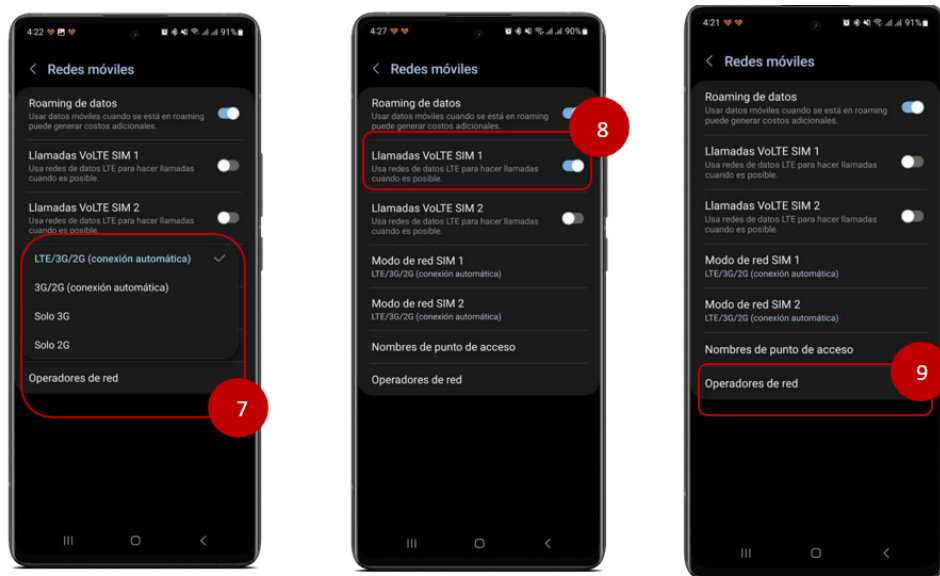 4:22
91%
Redes móviles
Roaming de datos
Usar datos móviles cuando se está en roaming
puede generar costos adicionales.
Llamadas VoLTE SIM 1
Usa redes de datos LTE para hacer llamadas
cuando es posible.
Llamadas VoLTE SIM 2
Usa redes de datos LTE para hacer llamadas
cuando es posible.
LTE/3G/2G (conexión automática)
3G/2G (conexión automática)
Solo 3G
Solo 2G
Operadores de red
7
4:27
90%
Redes móviles
Roaming de datos
Usar datos móviles cuando se está en roaming
puede generar costos adicionales.
8
Llamadas VoLTE SIM 1
Usa redes de datos LTE para hacer llamadas
cuando es posible.
Llamadas VoLTE SIM 2
Usa redes de datos LTE para hacer llamadas
cuando es posible.
Modo de red SIM 1
LTE/3G/2G (conexión automática)
Modo de red SIM 2
LTE/3G/2G (conexión automática)
Nombres de punto de acceso
Operadores de red
4:21
91%
Redes móviles
Roaming de datos
Usar datos móviles cuando se está en roaming
puede generar costos adicionales.
Llamadas VoLTE SIM 1
Usa redes de datos LTE para hacer llamadas
cuando es posible.
Llamadas VoLTE SIM 2
Usa redes de datos LTE para hacer llamadas
cuando es posible.
Modo de red SIM 1
LTE/3G/2G (conexión automática)
Modo de red SIM 2
LTE/3G/2G (conexión automática)
Nombres de punto de acceso
Operadores de red
9